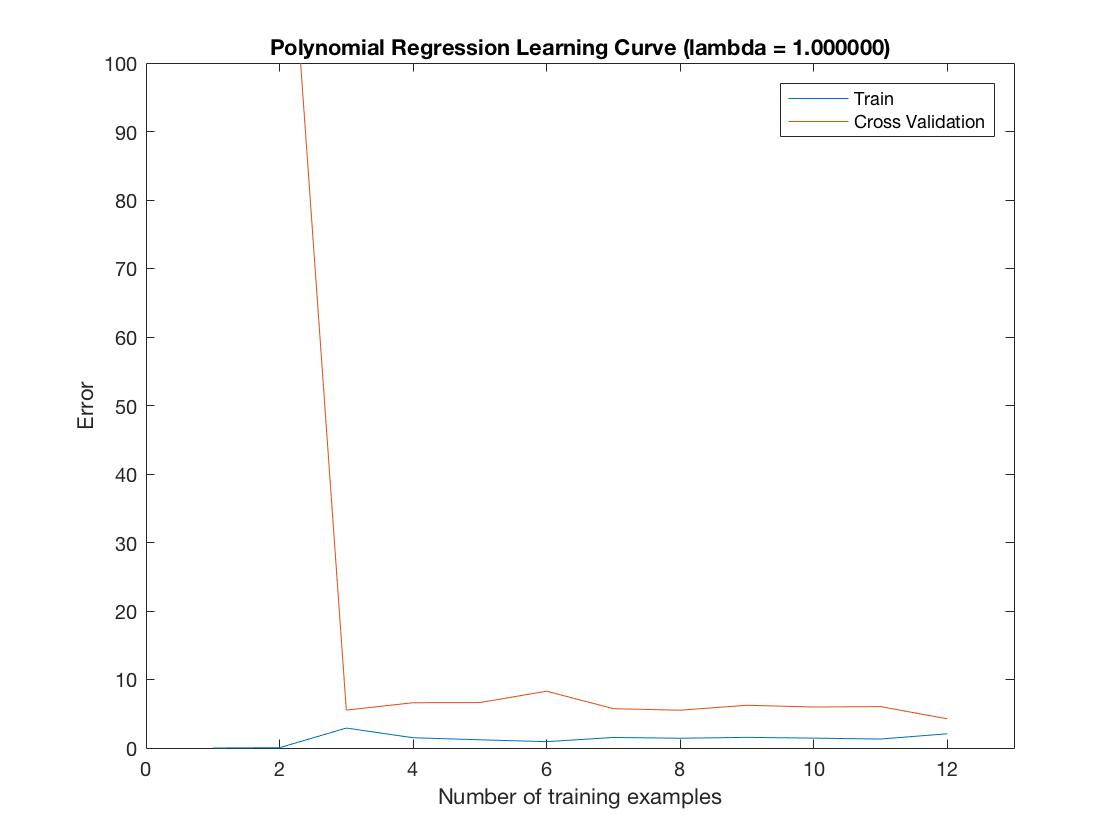 Polynomial Regression Learning Curve (lambda = 1.000000)
Train
Cross Validation
100
90
80
70
60
50
40
30
20
10
0
Error
0 2 4 6 8 10 12
Number of training examples